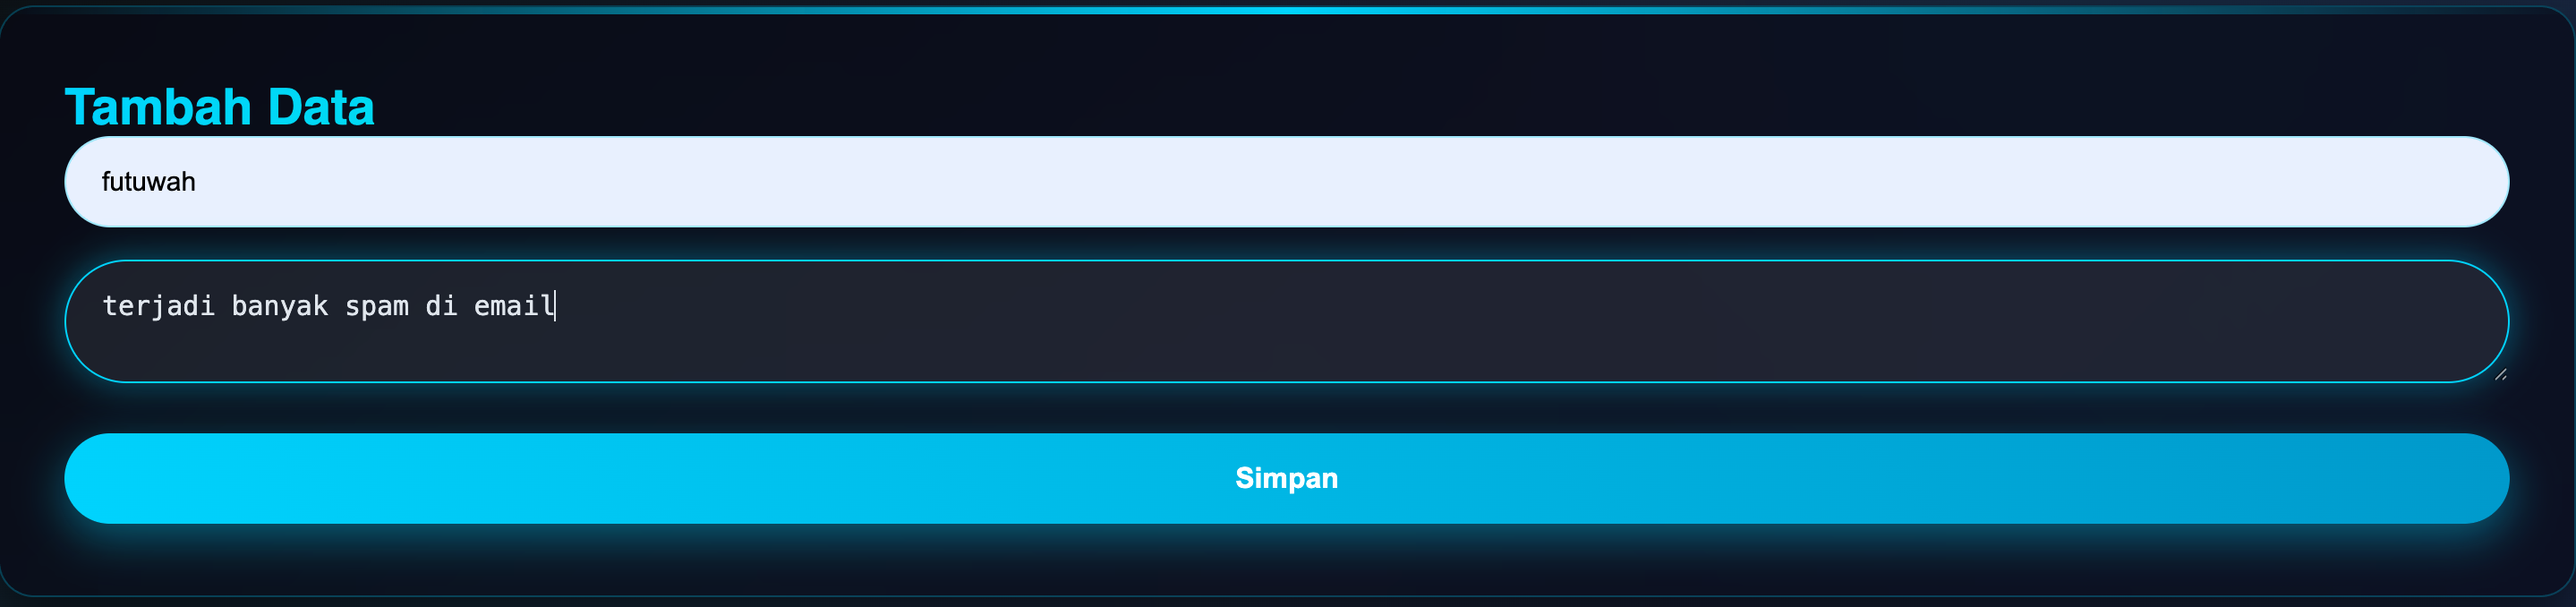 Tambah Data
futuwah
terjadi banyak spam di email
Simpan